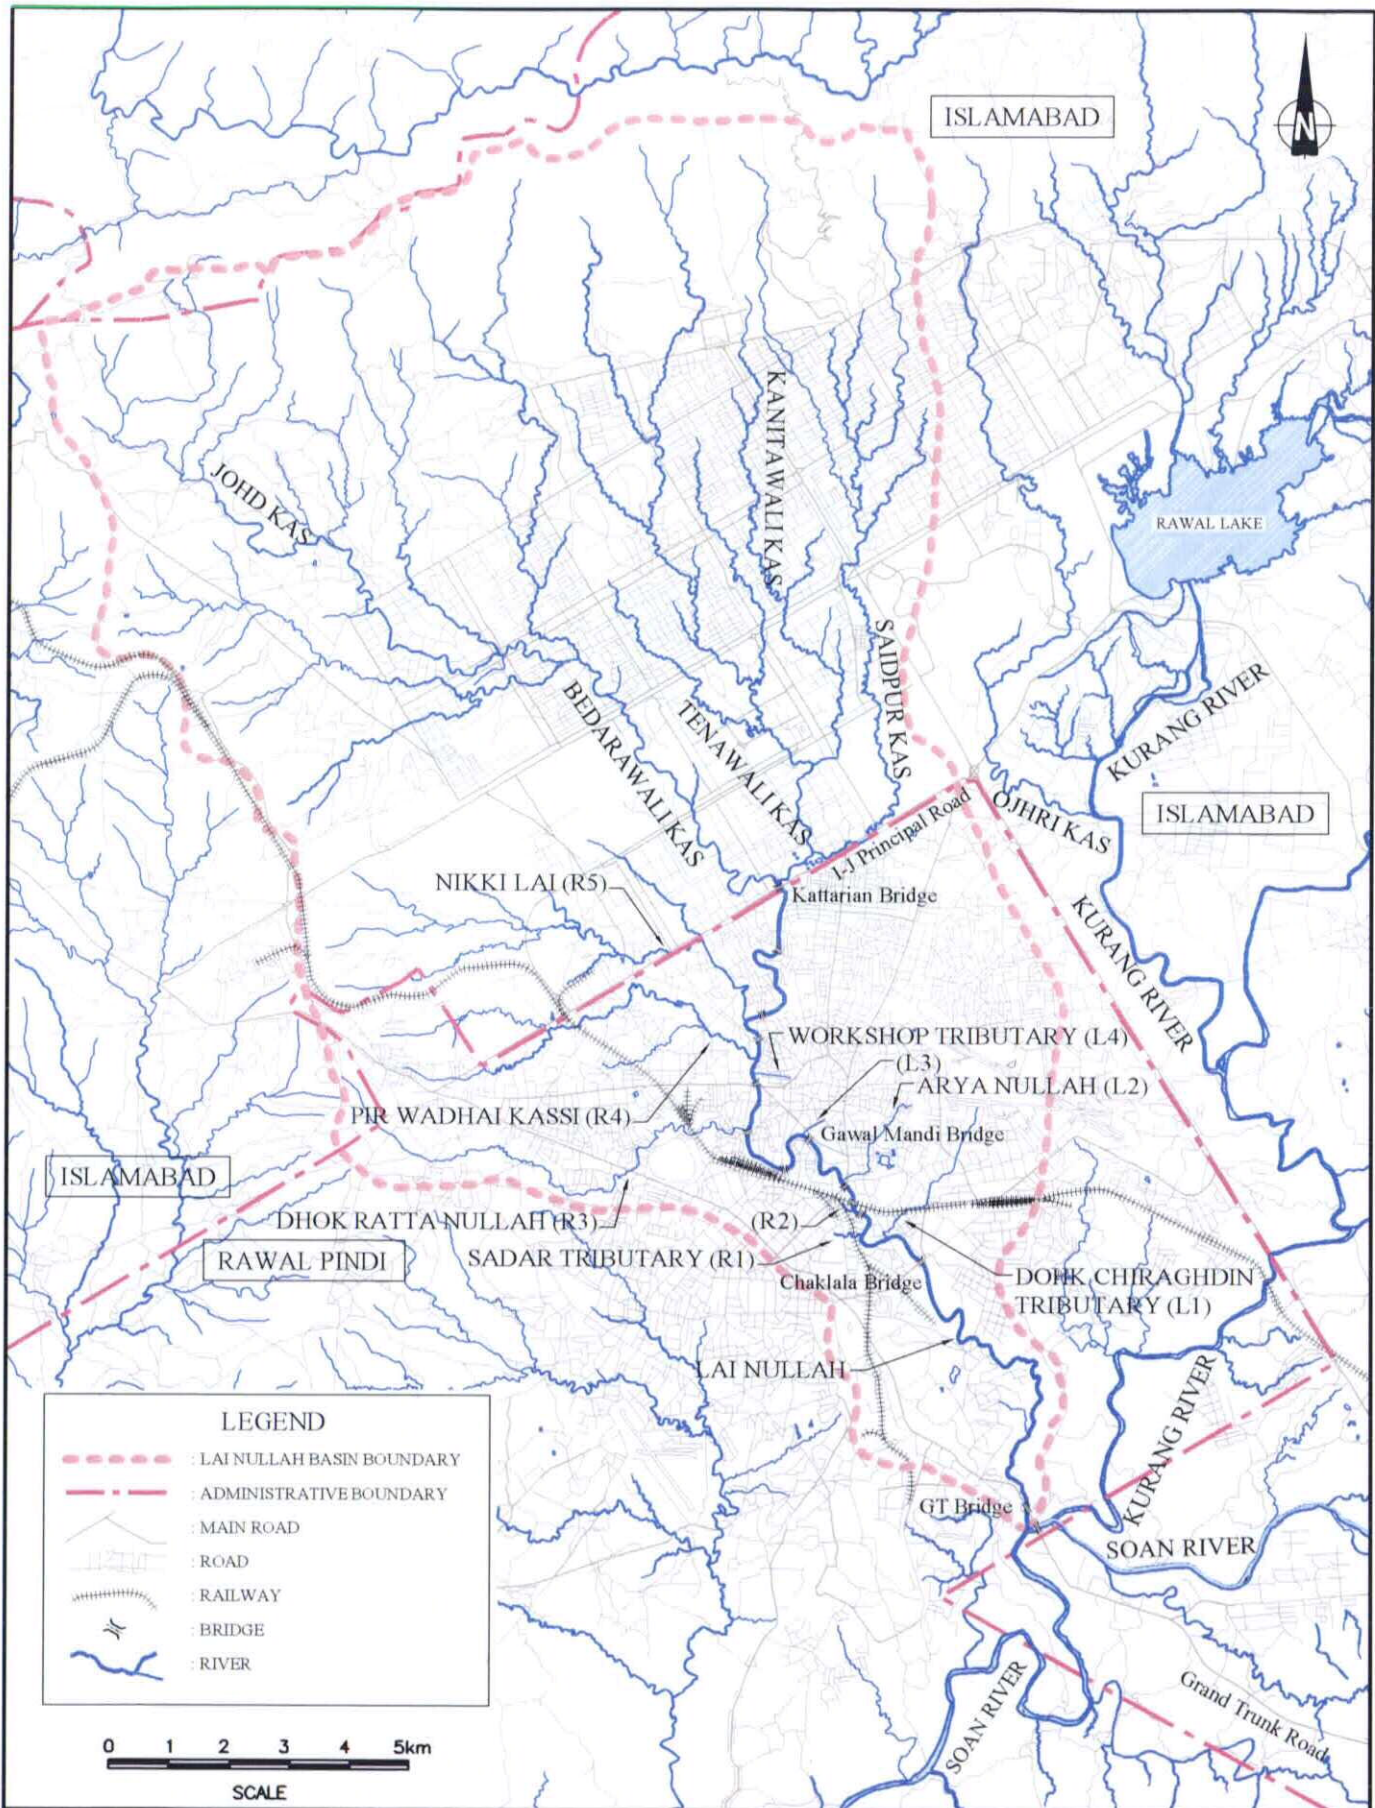 ISLAMABAD
N
KANITAWALI KAS
JOHD KAS
RAWAL LAKE
SAIDPUR KAS
KURANG RIVER
BEDARAWALI KAS
TENAWALI KAS
OJHRI KAS
ISLAMABAD
I-J Principal Road
NIKKI LAI (R5)
Kattarian Bridge
KURANG RIVER
WORKSHOP TRIBUTARY (L4)
(L3)
ARYA NULLAH (L2)
PIR WADHAI KASSI (R4)
Gawal Mandi Bridge
ISLAMABAD
DHOK RATTA NULLAH (R3)
(R2)
RAWAL PINDI
SADAR TRIBUTARY (R1)
Chaklala Bridge
DOHK CHIRAGHDIN
TRIBUTARY (L1)
LAI NULLAH
KURANG RIVER
GT Bridge
SOAN RIVER
SOAN RIVER
Grand Trunk Road
LEGEND
: LAI NULLAH BASIN BOUNDARY
: ADMINISTRATIVE BOUNDARY
: MAIN ROAD
: ROAD
: RAILWAY
: BRIDGE
: RIVER
0 1 2 3 4 5km
SCALE